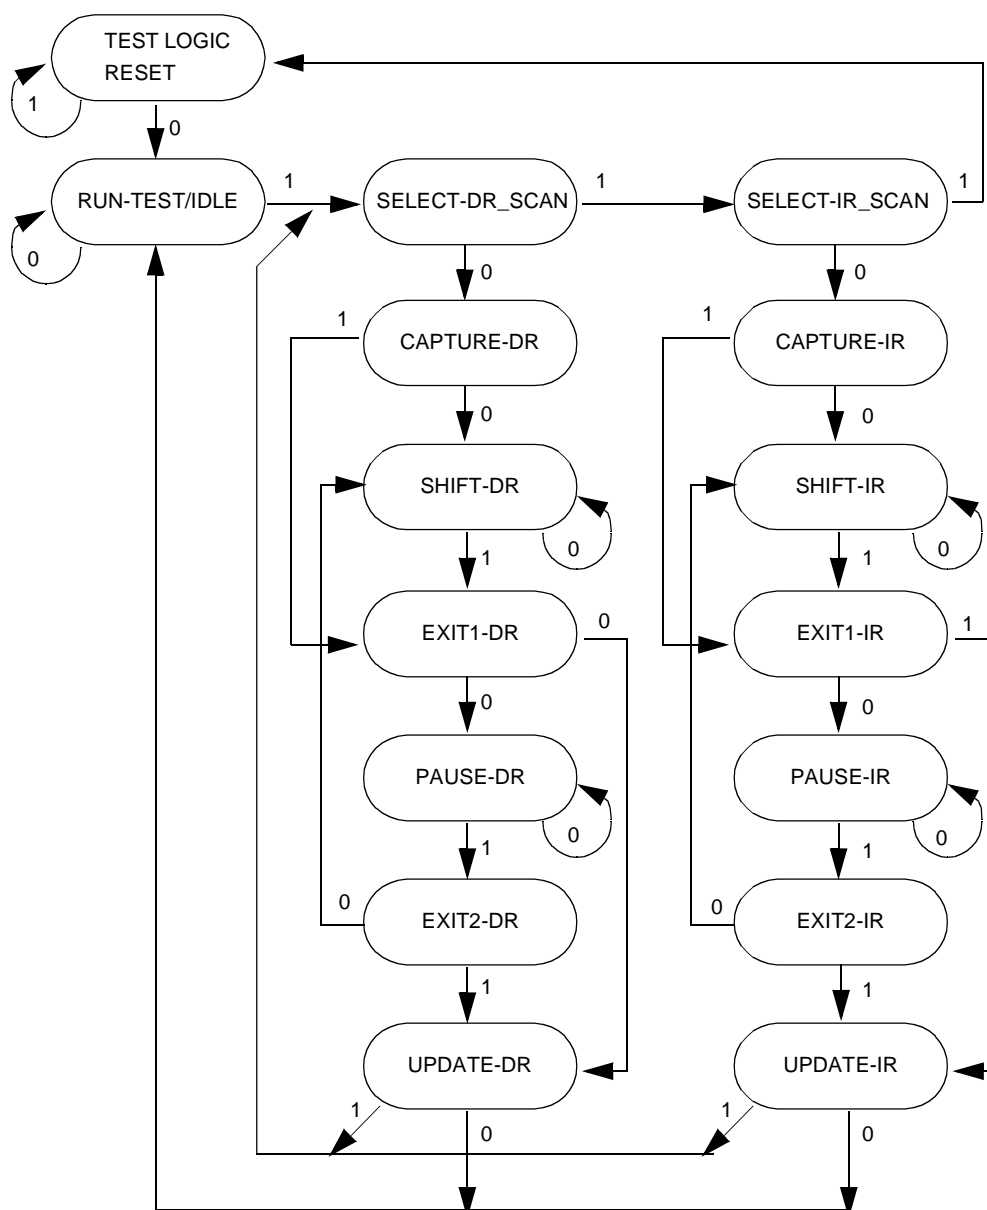 TEST LOGIC
RESET
1
0
RUN-TEST/IDLE
1
SELECT-DR_SCAN
1
SELECT-IR_SCAN
1
0
0
0
1
CAPTURE-DR
1
CAPTURE-IR
0
0
SHIFT-DR
SHIFT-IR
0
0
1
1
EXIT1-DR
0
EXIT1-IR
1
0
0
PAUSE-DR
PAUSE-IR
0
0
1
1
0
EXIT2-DR
0
EXIT2-IR
1
1
UPDATE-DR
UPDATE-IR
1
0
1
0